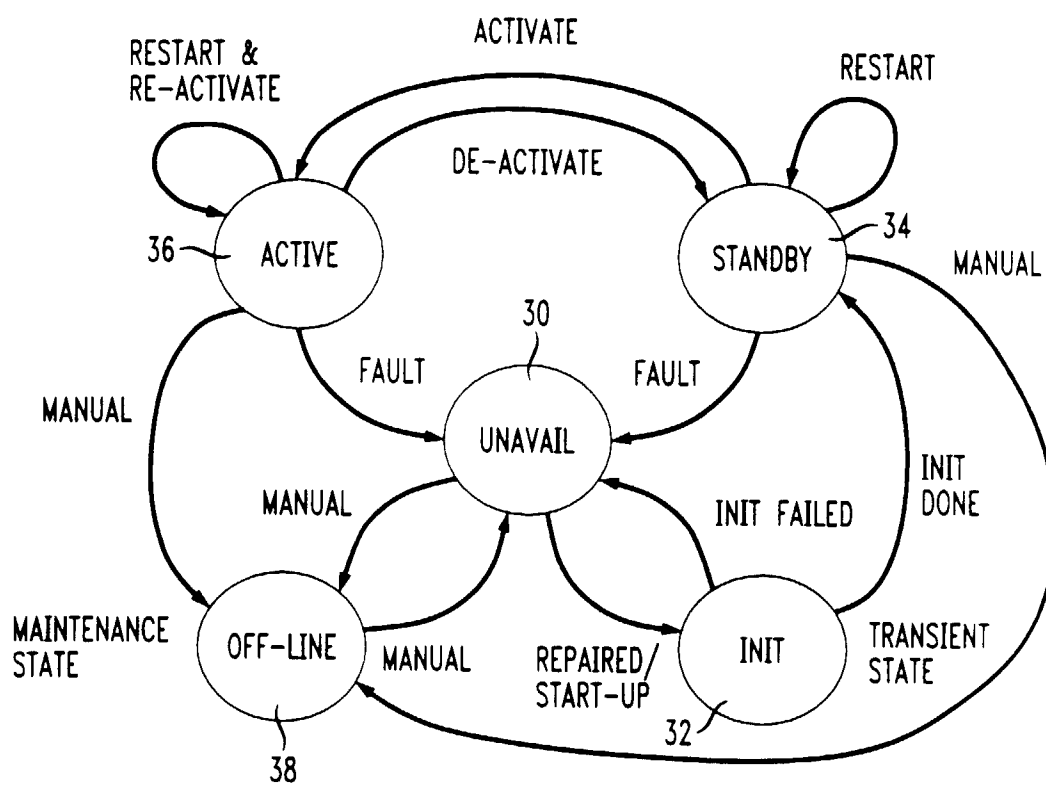 ACTIVATE
RESTART &
RE-ACTIVATE
RESTART
DE-ACTIVATE
36
ACTIVE
STANDBY
34
MANUAL
30
FAULT
FAULT
MANUAL
UNAVAIL
INIT
DONE
MANUAL
INIT FAILED
MAINTENANCE
STATE
OFF-LINE
MANUAL
REPAIRED/
START-UP
INIT
TRANSIENT
STATE
32
38